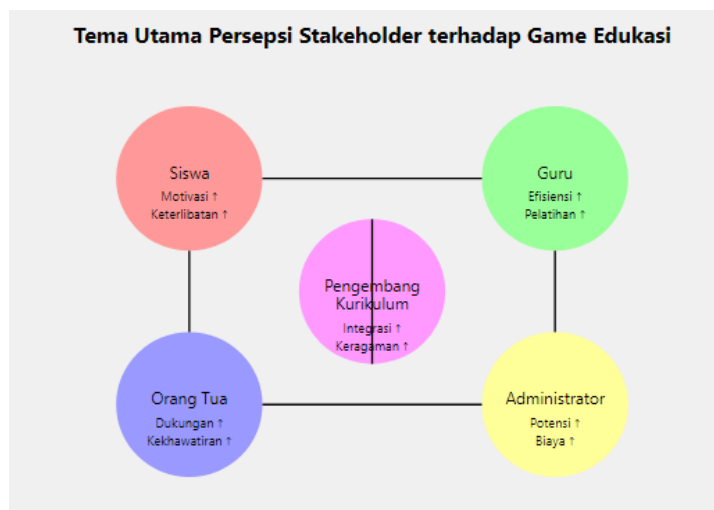 Tema Utama Persepsi Stakeholder terhadap Game Edukasi
Siswa
Motivasi ↑
Keterlibatan ↑
Guru
Efisiensi ↑
Pelatihan ↑
Pengembang
Kurikulum
Integrasi ↑
Keragaman ↑
Orang Tua
Dukungan ↑
Kekhawatiran ↑
Administrator
Potensi ↑
Biaya ↑